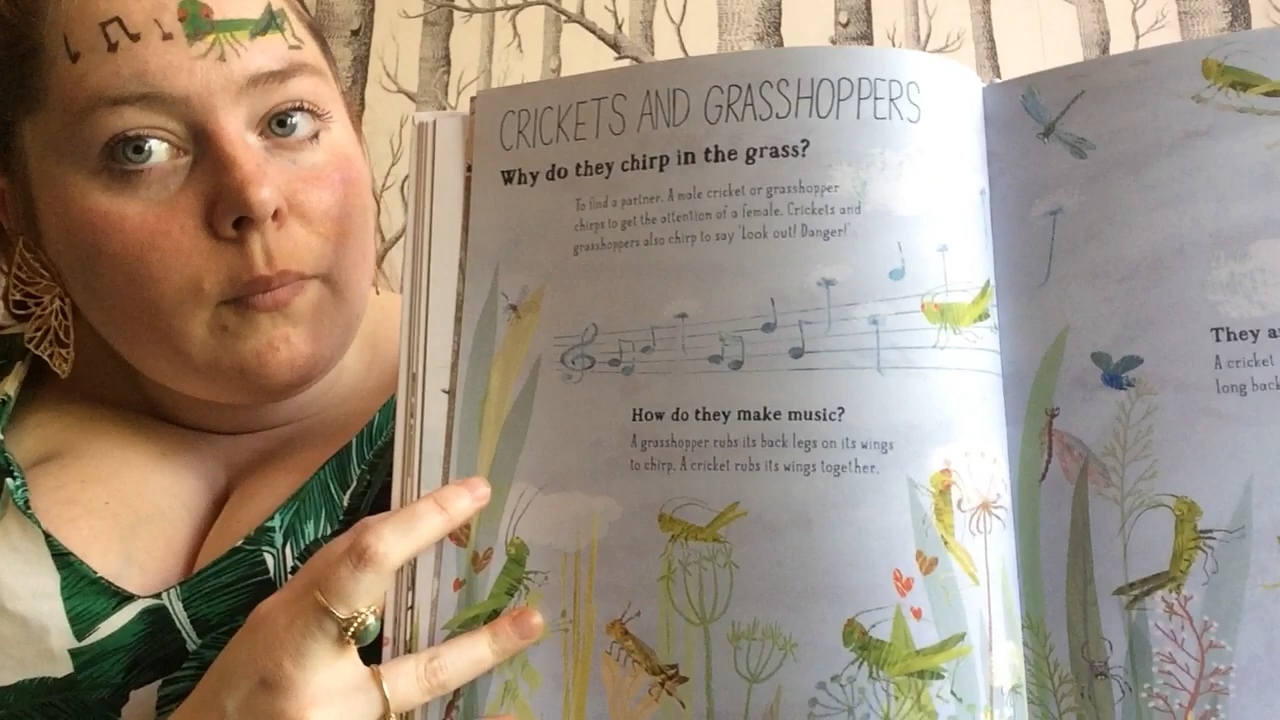 CRICKETS AND GRASSHOPPERS
Why do they chirp in the grass?
To find a partner. A male cricket or grasshopper
chirps to get the attention of a female. Crickets and
grasshoppers also chirp to say 'Look out! Danger!'
How do they make music?
A grasshopper rubs its back legs on its wings
to chirp. A cricket rubs its wings together.
They a
A cricket
long back